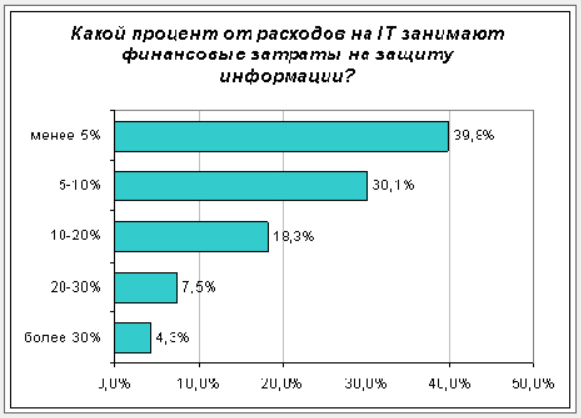 Какой процент от расходов на IT занимают
финансовые затраты на защиту
информации?
менее 5%
39,8%
5-10%
30,1%
10-20%
18,3%
20-30%
7,5%
более 30%
4,3%
0,0% 10,0% 20,0% 30,0% 40,0% 50,0%